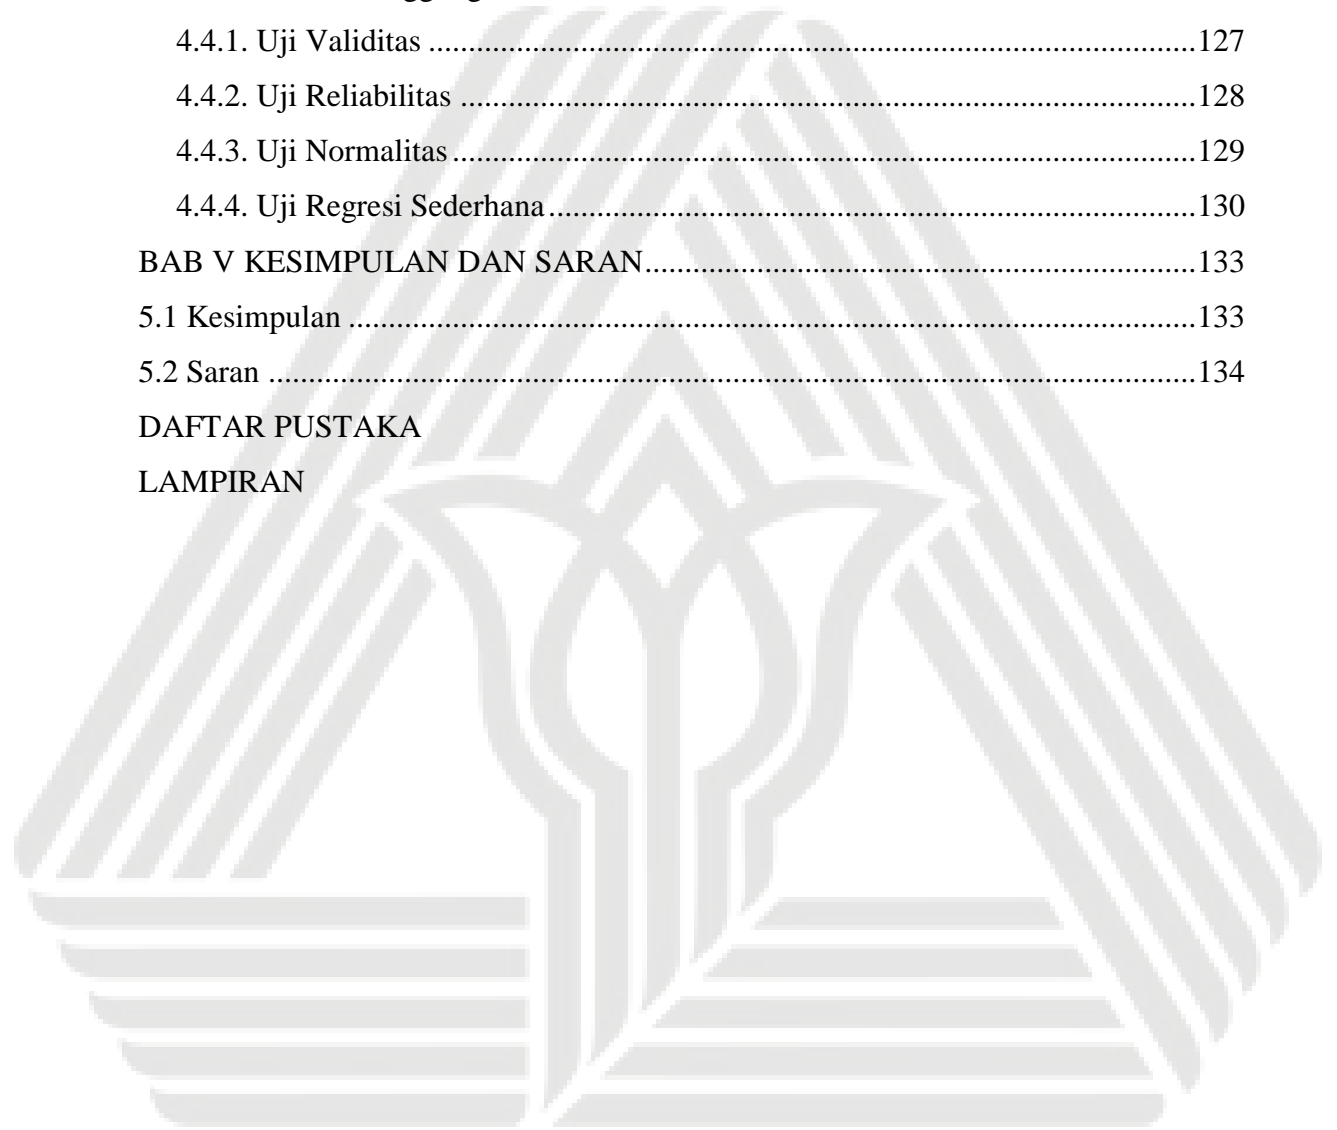 4.4.1. Uji Validitas ................................................................................................127
4.4.2. Uji Reliabilitas ............................................................................................128
4.4.3. Uji Normalitas .............................................................................................129
4.4.4. Uji Regresi Sederhana .................................................................................130
BAB V KESIMPULAN DAN SARAN.....................................................................133
5.1 Kesimpulan ..........................................................................................................133
5.2 Saran ....................................................................................................................134
DAFTAR PUSTAKA
LAMPIRAN